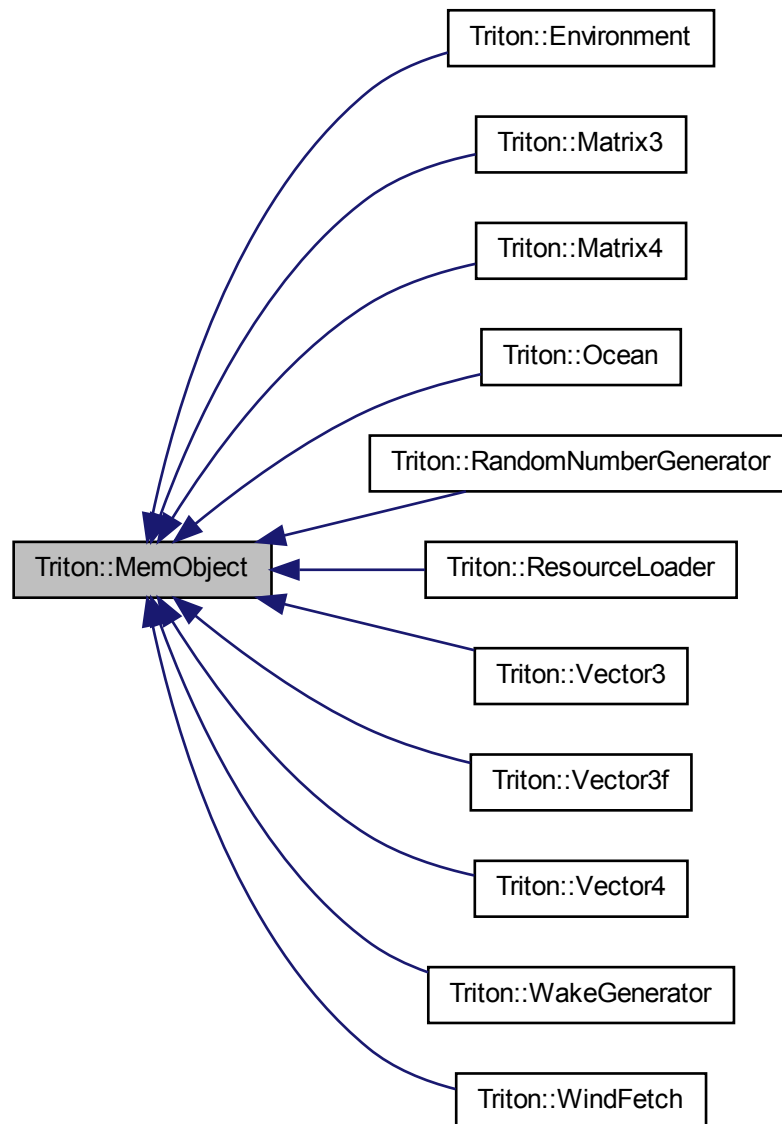 Triton::Environment
Triton::Matrix3
Triton::Matrix4
Triton::Ocean
Triton::RandomNumberGenerator
Triton::MemObject
Triton::ResourceLoader
Triton::Vector3
Triton::Vector3f
Triton::Vector4
Triton::WakeGenerator
Triton::WindFetch